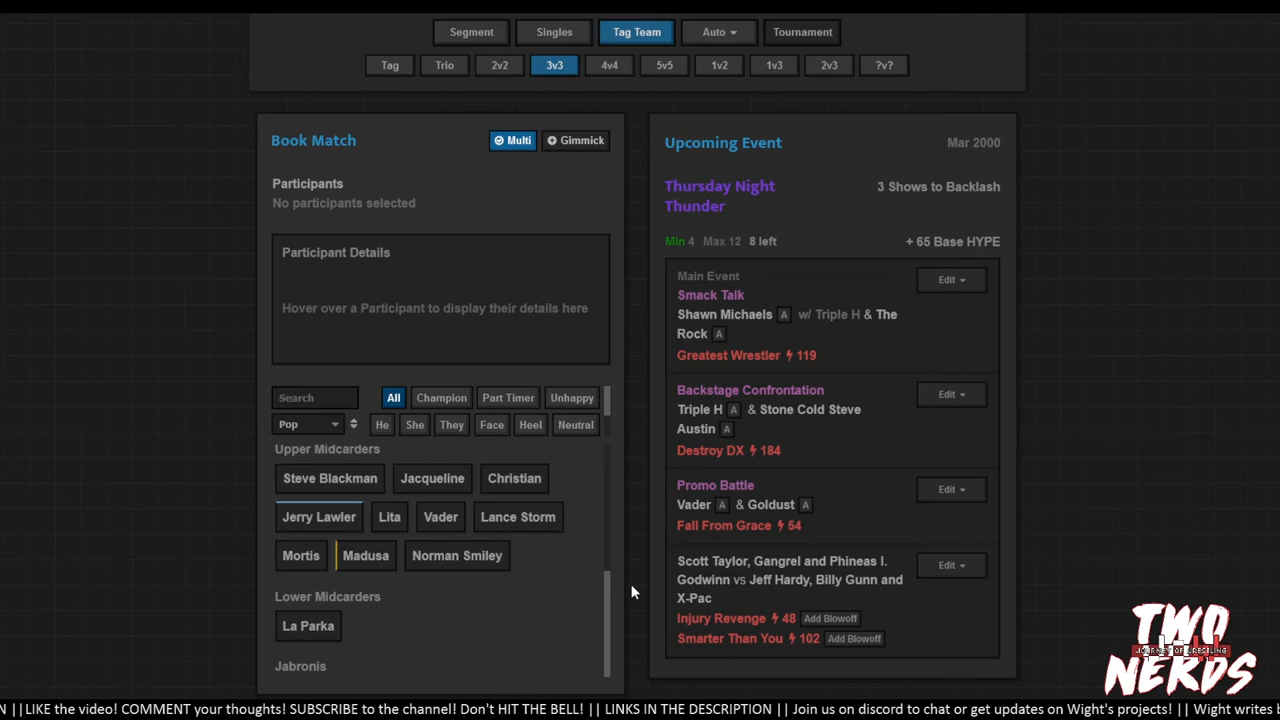 Segment Singles Tag Team Auto Tournament
Tag Trio 2v2 3v3 4v4 5v5 1v2 1v3 2v3 ?v?
Book Match Multi Gimmick
Participants
No participants selected
Participant Details
Hover over a Participant to display their details here
Search All Champion Part Timer Unhappy
Pop He She They Face Heel Neutral
Upper Midcarders
Steve Blackman Jacqueline Christian
Jerry Lawler Lita Vader Lance Storm
Mortis Madusa Norman Smiley
Lower Midcarders
La Parka
Jabronis
Upcoming Event Mar 2000
Thursday Night 3 Shows to Backlash
Thunder
Min 4 Max 12 8 left + 65 Base HYPE
Main Event Edit
Smack Talk
Shawn Michaels A w/ Triple H & The
Rock A
Greatest Wrestler 119
Backstage Confrontation Edit
Triple H A & Stone Cold Steve
Austin A
Destroy DX 184
Promo Battle Edit
Vader A & Goldust A
Fall From Grace 54
Scott Taylor, Gangrel and Phineas I. Edit
Godwinn vs Jeff Hardy, Billy Gunn and
X-Pac
Injury Revenge 48 Add Blowoff
Smarter Than You 102 Add Blowoff
TWO
JOURNEY OF WRESTLING
NERDS
N ||LIKE the video! COMMENT your thoughts! SUBSCRIBE to the channel! Don't HIT THE BELL! || LINKS IN THE DESCRIPTION || Join us on discord to chat or get updates on Wight's projects! || Wight writes b